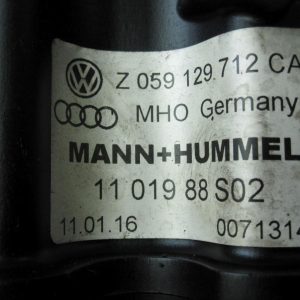 Z 059 129 712 CA
MHO Germany
MANN+HUMMEL
11 019 88 S02
11.01.16 0071314